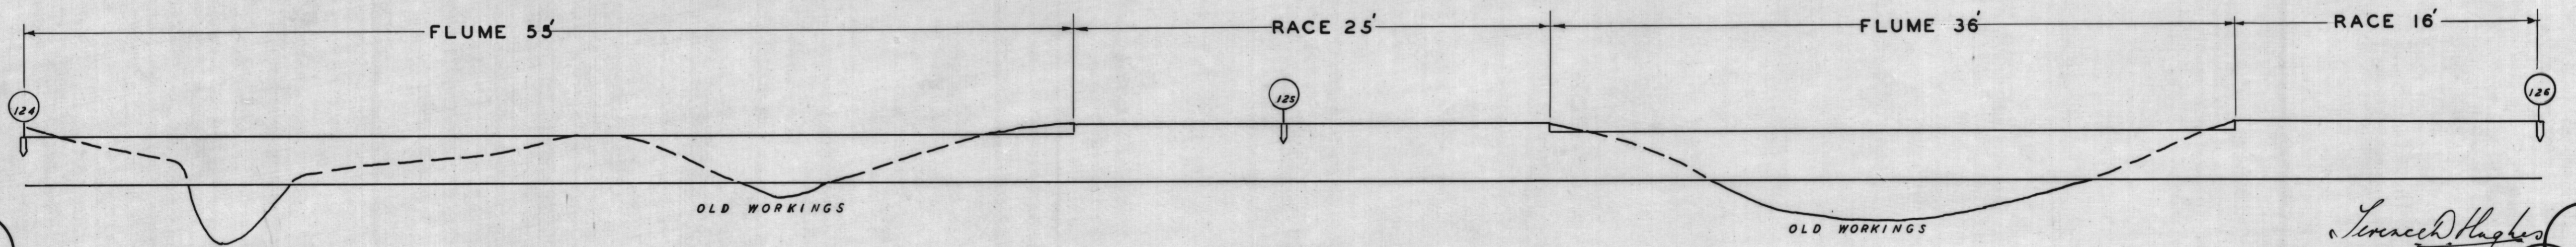 FLUME 55'
RACE 25'
FLUME 36'
RACE 16'
124
125
126
OLD WORKINGS
OLD WORKINGS
Terence D Hughes